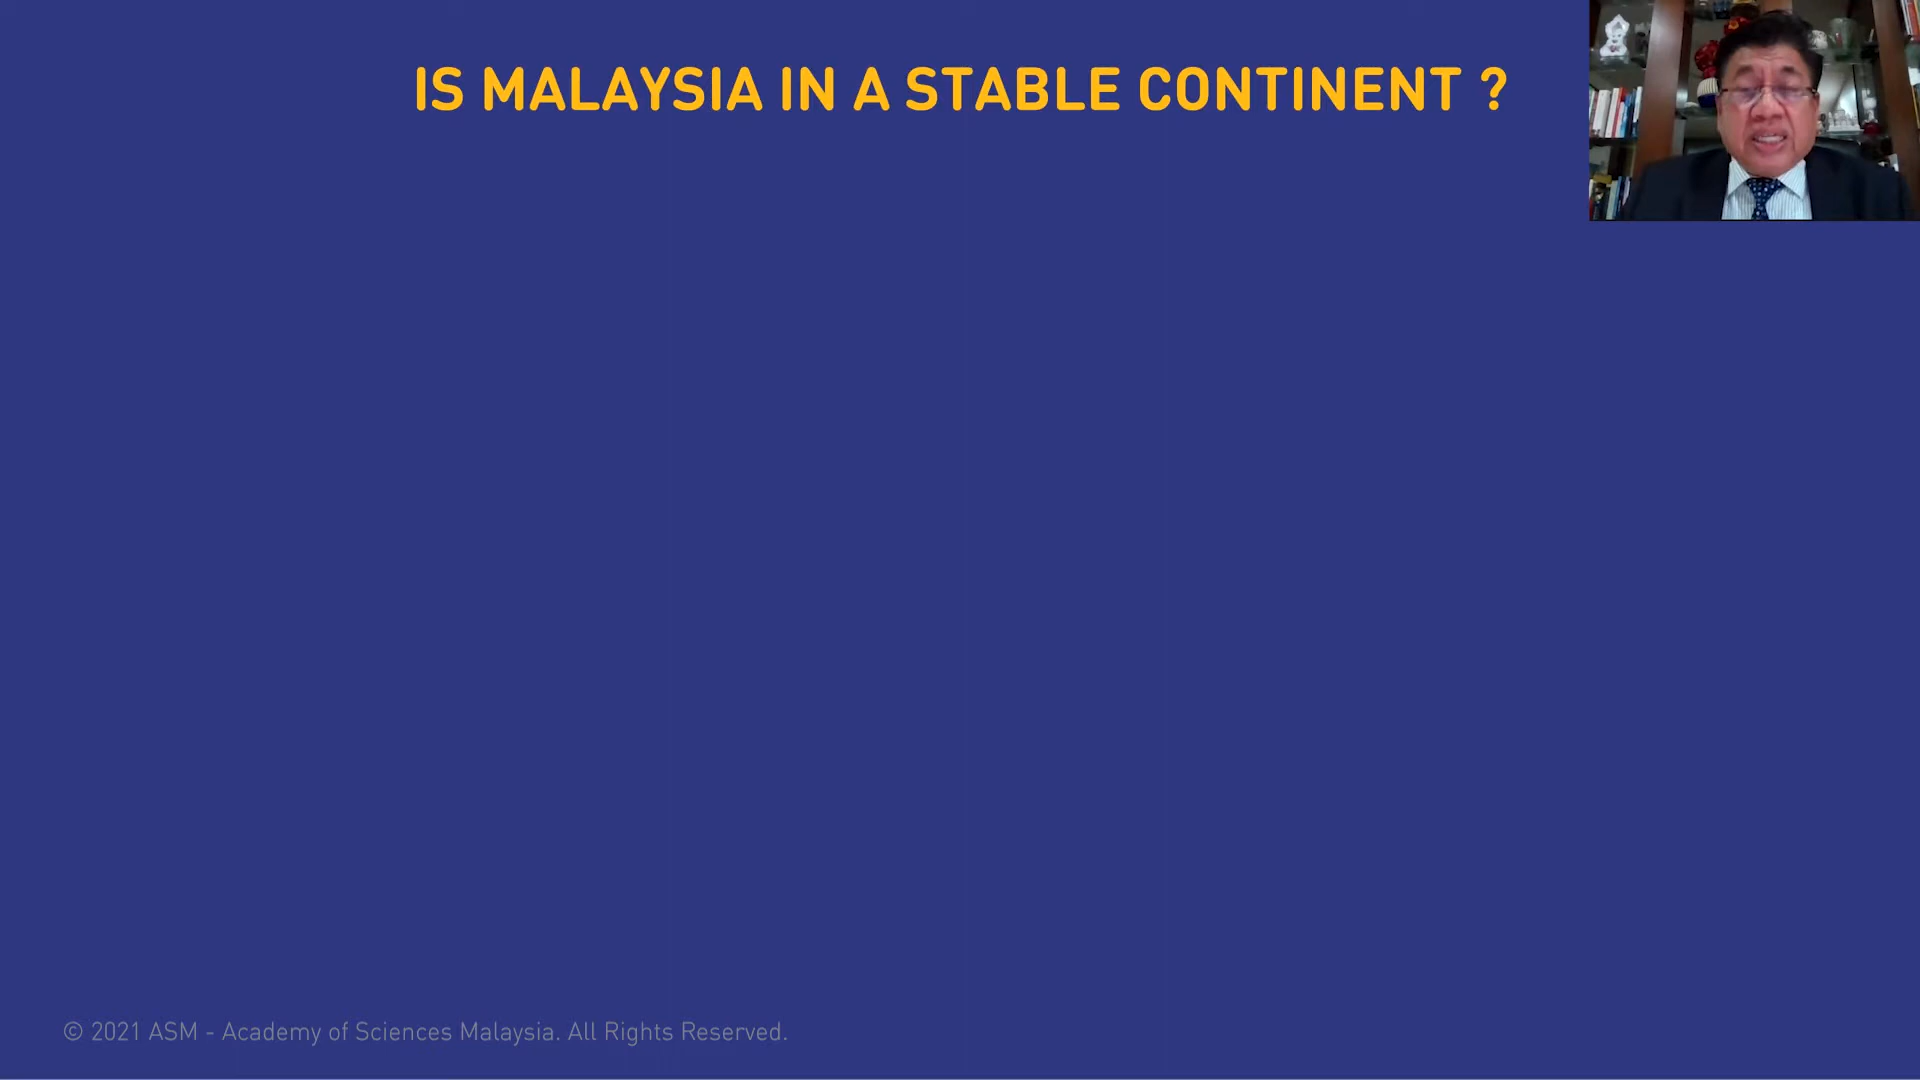 IS MALAYSIA IN A STABLE CONTINENT ?
© 2021 ASM - Academy of Sciences Malaysia. All Rights Reserved.